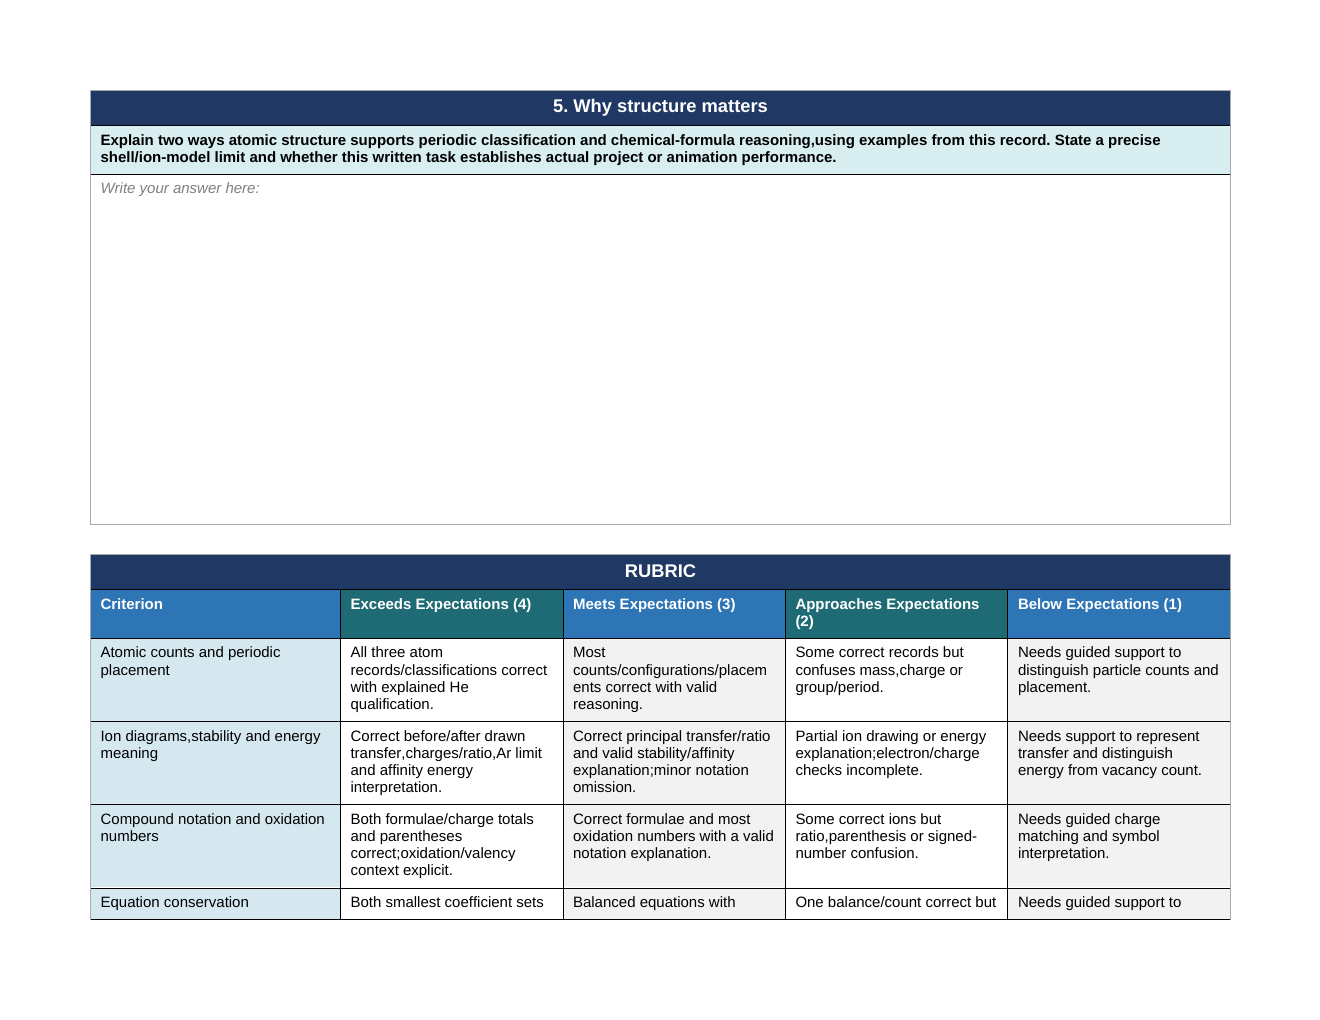 5. Why structure matters
Explain two ways atomic structure supports periodic classification and chemical-formula reasoning,using examples from this record. State a precise
shell/ion-model limit and whether this written task establishes actual project or animation performance.
Write your answer here:
RUBRIC
Criterion
Exceeds Expectations (4)
Meets Expectations (3)
Approaches Expectations
(2)
Below Expectations (1)
Atomic counts and periodic
placement
All three atom
records/classifications correct
with explained He
qualification.
Most
counts/configurations/placem
ents correct with valid
reasoning.
Some correct records but
confuses mass,charge or
group/period.
Needs guided support to
distinguish particle counts and
placement.
Ion diagrams,stability and energy
meaning
Correct before/after drawn
transfer,charges/ratio,Ar limit
and affinity energy
interpretation.
Correct principal transfer/ratio
and valid stability/affinity
explanation;minor notation
omission.
Partial ion drawing or energy
explanation;electron/charge
checks incomplete.
Needs support to represent
transfer and distinguish
energy from vacancy count.
Compound notation and oxidation
numbers
Both formulae/charge totals
and parentheses
correct;oxidation/valency
context explicit.
Correct formulae and most
oxidation numbers with a valid
notation explanation.
Some correct ions but
ratio,parenthesis or signed-
number confusion.
Needs guided charge
matching and symbol
interpretation.
Equation conservation
Both smallest coefficient sets
Balanced equations with
One balance/count correct but
Needs guided support to